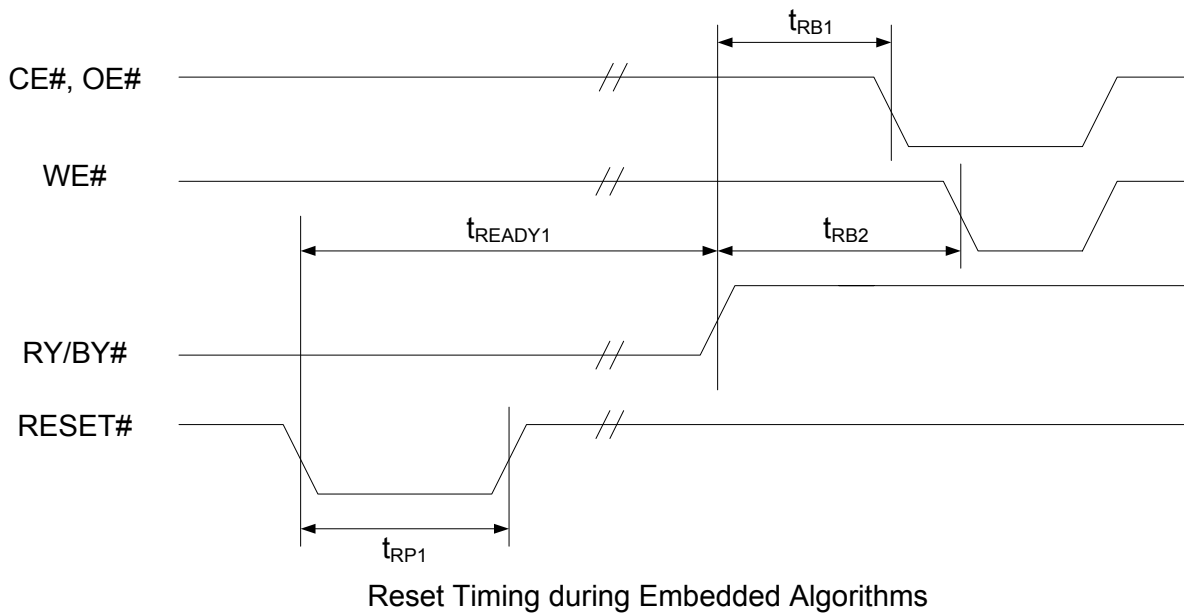 tRB1
CE#, OE#
WE#
tREADY1
tRB2
RY/BY#
RESET#
tRP1
Reset Timing during Embedded Algorithms